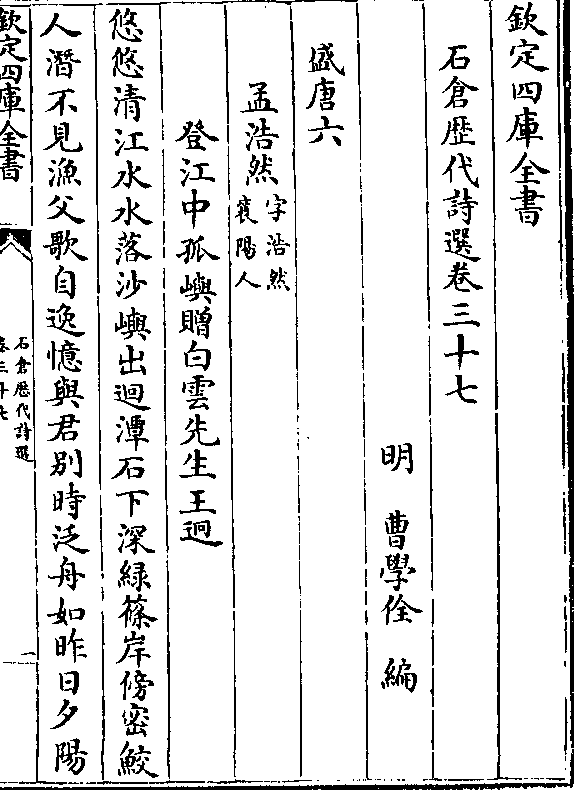 欽定四庫全書
石倉歴代詩選卷三十七
明　曹學佺　編
盛唐六
孟浩然字浩然
襄陽人
登江中孤嶼贈白雲先生王迥
悠悠清江水水落沙嶼出迴潭石下深緑篠岸傍密鮫
人潛不見漁父歌自逸憶與君别時泛舟如昨日夕陽
欽定四庫全書
石倉歴代詩選
卷三十七
一